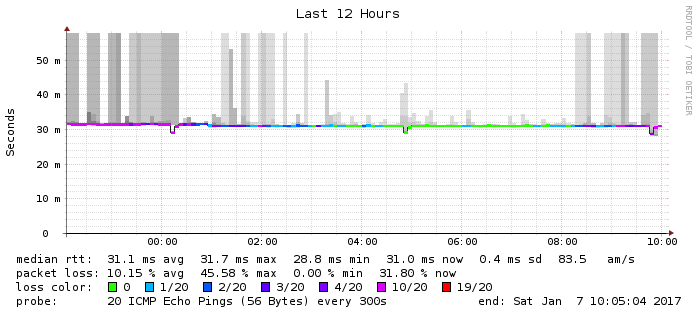 Last 12 Hours
RRDTOOL / TOBI OETIKER
Seconds
50 m
40 m
30 m
20 m
10 m
0
00:00 02:00 04:00 06:00 08:00 10:00
median rtt: 31.1 ms avg 31.7 ms max 28.8 ms min 31.0 ms now 0.4 ms sd 83.5 am/s
packet loss: 10.15 % avg 45.58 % max 0.00 % min 31.80 % now
loss color: 0 1/20 2/20 3/20 4/20 10/20 19/20
probe: 20 ICMP Echo Pings (56 Bytes) every 300s end: Sat Jan 7 10:05:04 2017